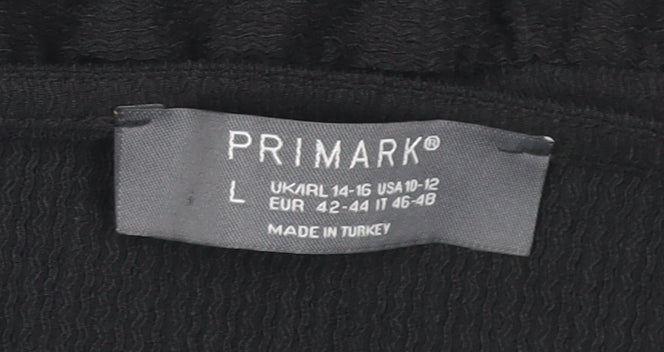 PRIMARK®
L
UK/IRL 14-16 USA 10-12
EUR 42-44 IT 46-48
MADE IN TURKEY